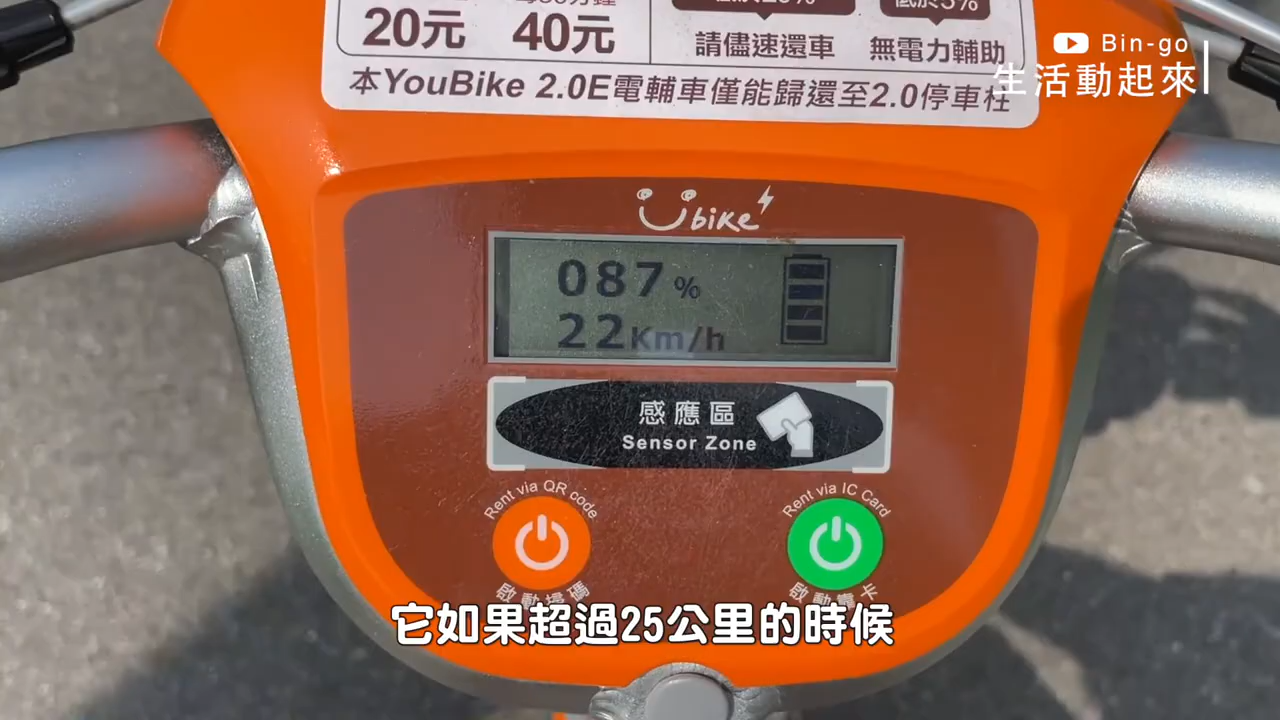 Bin-go
生活動起來
20元
40元
請儘速還車
無電力輔助
本YouBike 2.0E電輔車僅能歸還至2.0停車柱
Ubike
087%
22Km/h
感應區
Sensor Zone
Rent via QR code
Rent via IC Card
啟動掃碼
啟動靠卡
它如果超過25公里的時候